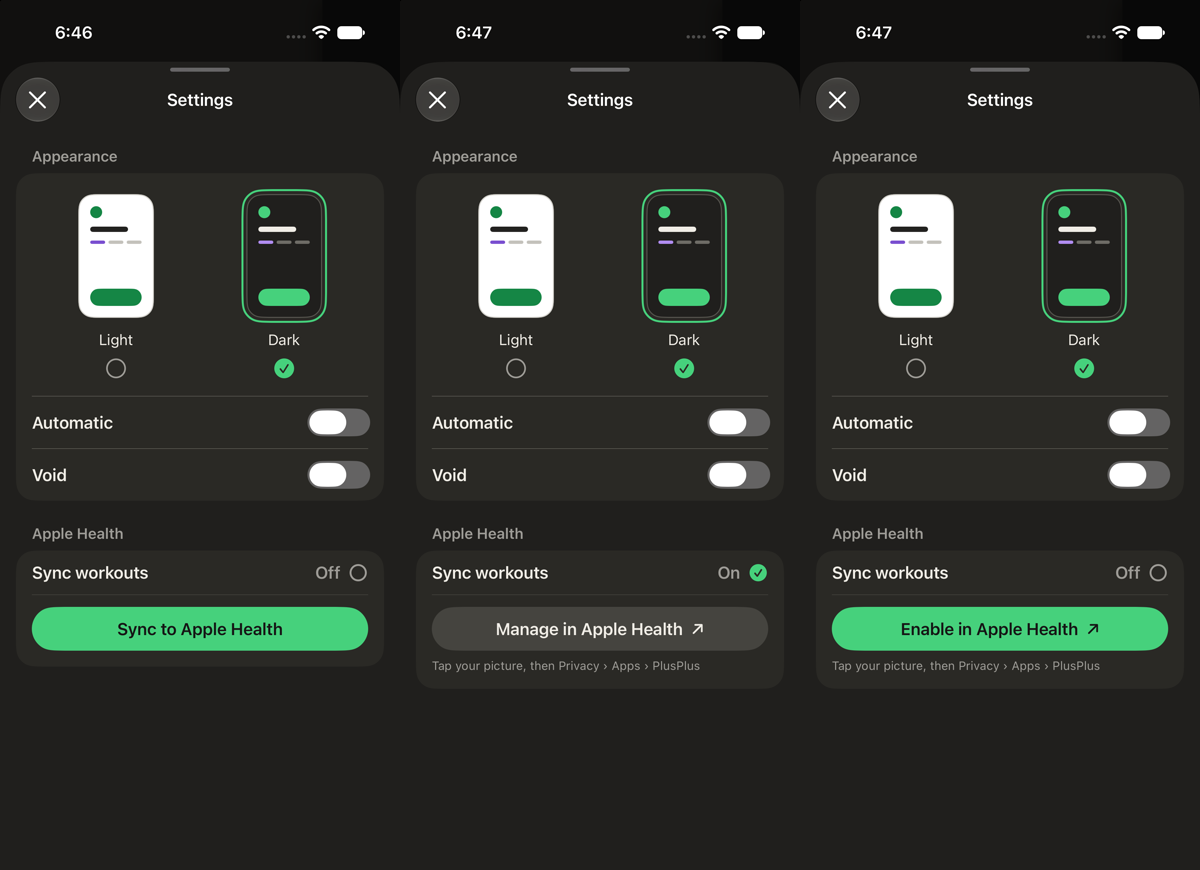 6:46
Settings
Appearance
Light
Dark
Automatic
Void
Apple Health
Sync workouts Off
Sync to Apple Health
6:47
Settings
Appearance
Light
Dark
Automatic
Void
Apple Health
Sync workouts On
Manage in Apple Health ↗
Tap your picture, then Privacy › Apps › PlusPlus
6:47
Settings
Appearance
Light
Dark
Automatic
Void
Apple Health
Sync workouts Off
Enable in Apple Health ↗
Tap your picture, then Privacy › Apps › PlusPlus